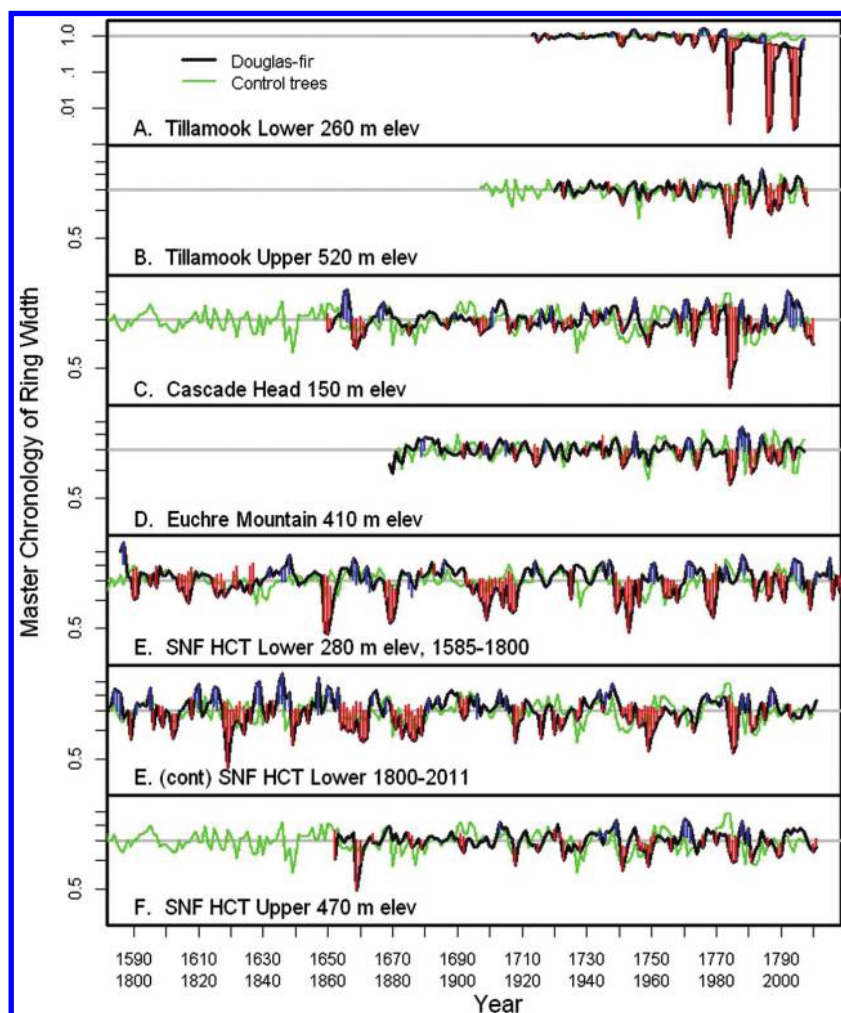 Master Chronology of Ring Width
1.0
.1
.01
Douglas-fir
Control trees
A. Tillamook Lower 260 m elev
0.5
B. Tillamook Upper 520 m elev
0.5
C. Cascade Head 150 m elev
0.5
D. Euchre Mountain 410 m elev
0.5
E. SNF HCT Lower 280 m elev, 1585-1800
0.5
E. (cont) SNF HCT Lower 1800-2011
0.5
F. SNF HCT Upper 470 m elev
1590 1610 1630 1650 1670 1690 1710 1730 1750 1770 1790
1800 1820 1840 1860 1880 1900 1920 1940 1960 1980 2000
Year